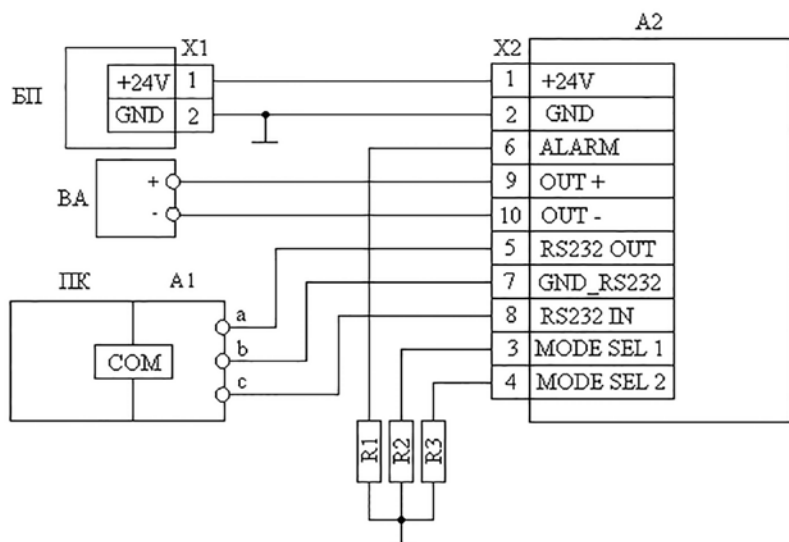 A2
X1
X2
БП
+24V 1
GND 2
1 +24V
2 GND
6 ALARM
ВА
+
-
9 OUT +
10 OUT -
5 RS232 OUT
7 GND_RS232
8 RS232 IN
3 MODE SEL 1
4 MODE SEL 2
ПК
A1
COM
a
b
c
R1
R2
R3